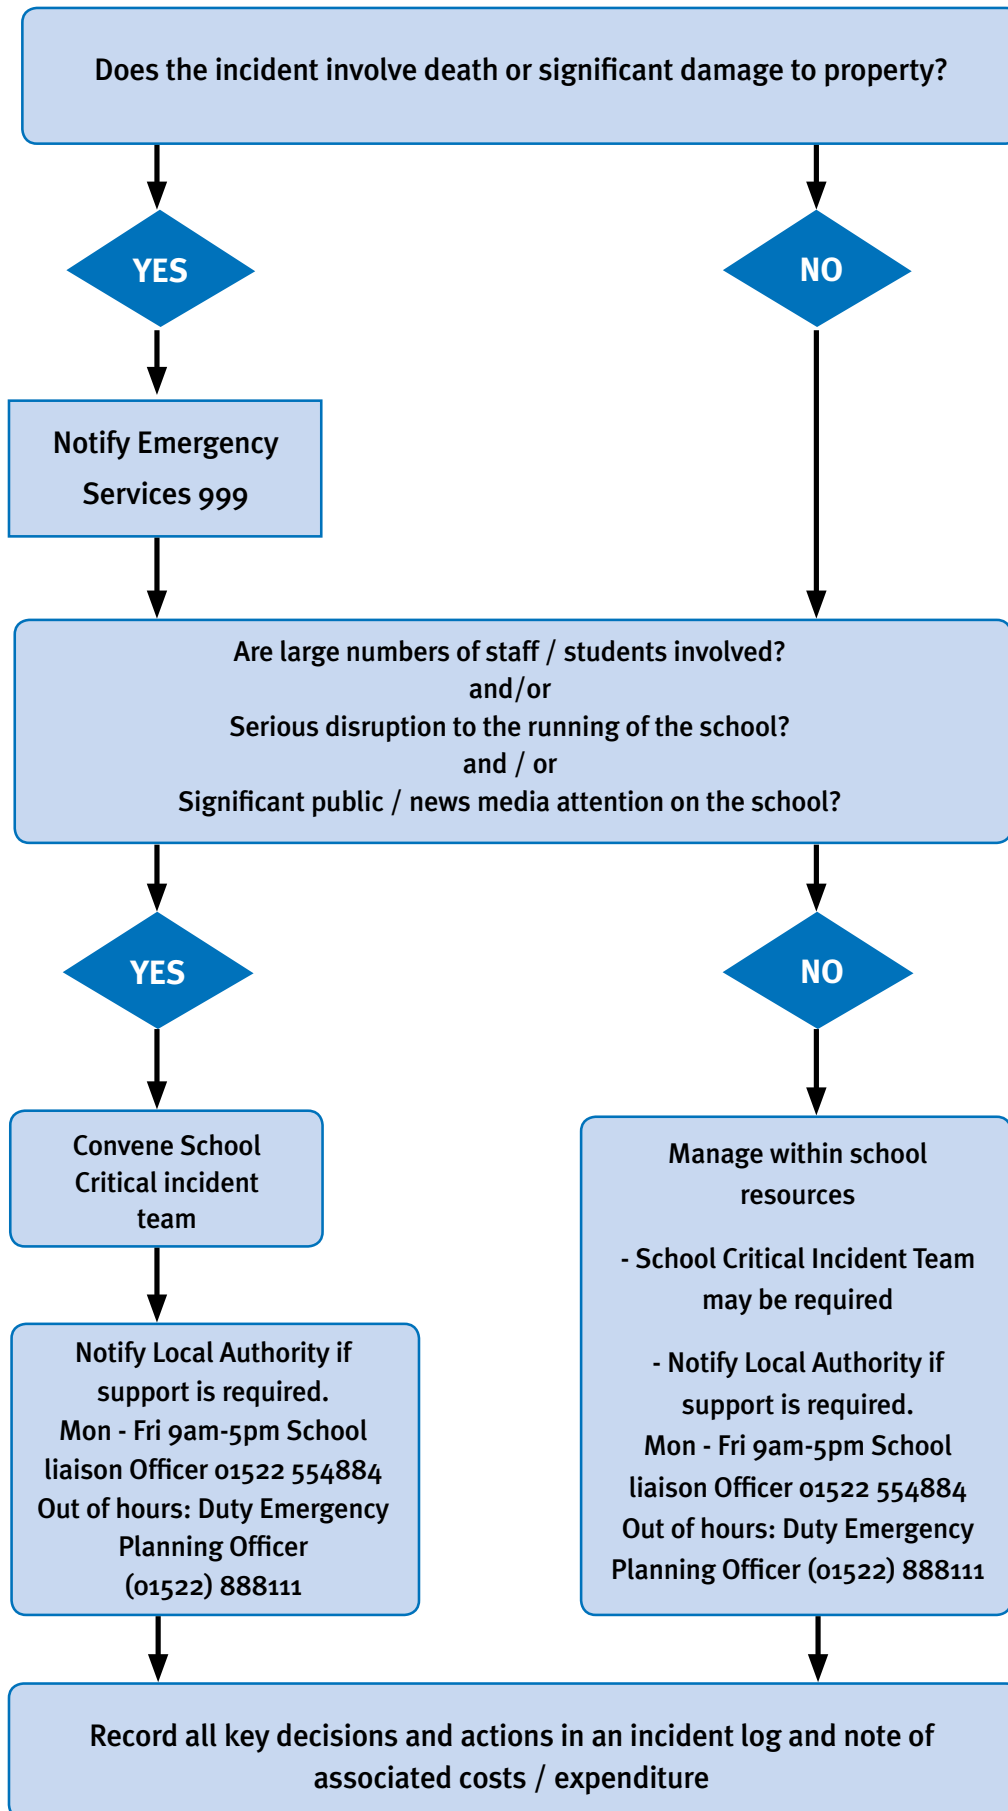 Does the incident involve death or significant damage to property?
YES
NO
Notify Emergency
Services 999
Are large numbers of staff / students involved?
and/or
Serious disruption to the running of the school?
and / or
Significant public / news media attention on the school?
YES
NO
Convene School
Critical incident
team
Notify Local Authority if
support is required.
Mon - Fri 9am-5pm School
liaison Officer 01522 554884
Out of hours: Duty Emergency
Planning Officer
(01522) 888111
Manage within school
resources
- School Critical Incident Team
may be required
- Notify Local Authority if
support is required.
Mon - Fri 9am-5pm School
liaison Officer 01522 554884
Out of hours: Duty Emergency
Planning Officer (01522) 888111
Record all key decisions and actions in an incident log and note of
associated costs / expenditure